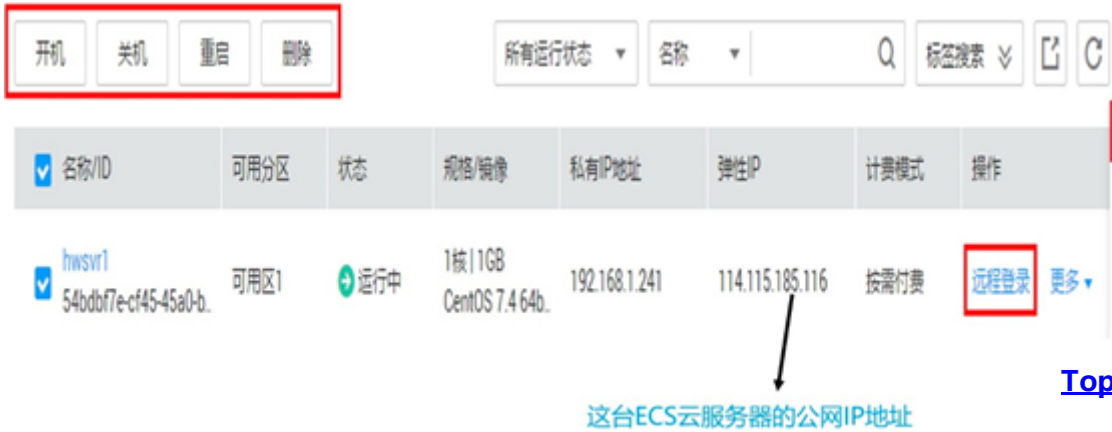 开机 关机 重启 删除 所有运行状态 名称 标签搜索
名称/ID 可用分区 状态 规格/镜像 私有IP地址 弹性IP 计费模式 操作
hwsvr1 1核 | 1GB
可用区1 运行中 192.168.1.241 114.115.185.116 按需付费 远程登录 更多
54bdbf7e-cf45-45a0-b... CentOS 7.4 64b...
Top
这台ECS云服务器的公网IP地址